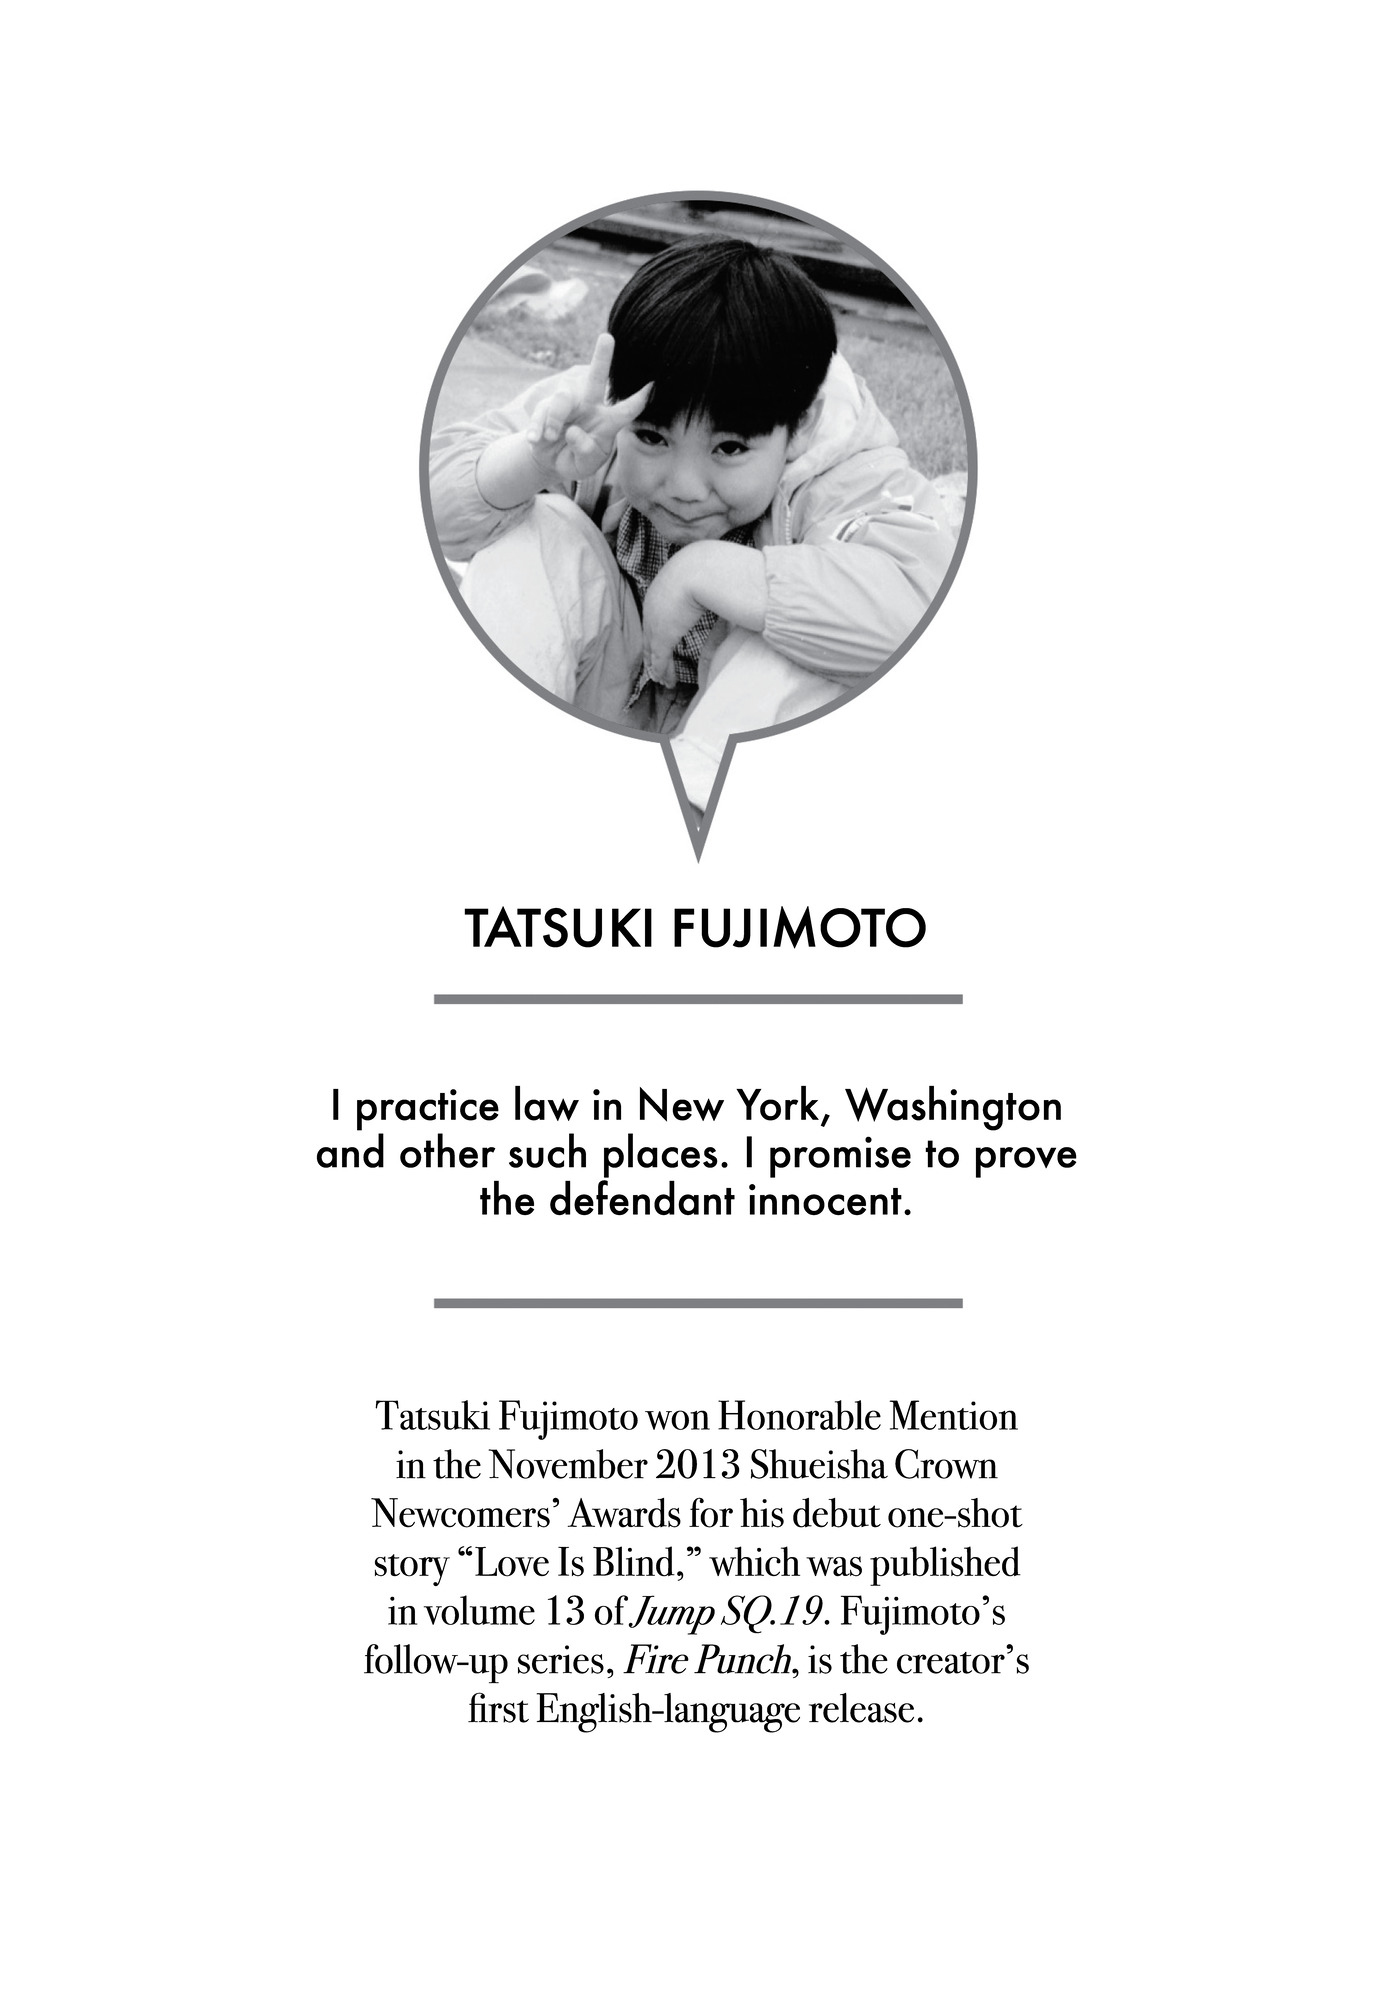 TATSUKI FUJIMOTO
I practice law in New York, Washington
and other such places. I promise to prove
the defendant innocent.
Tatsuki Fujimoto won Honorable Mention
in the November 2013 Shueisha Crown
Newcomers’ Awards for his debut one-shot
story “Love Is Blind,” which was published
in volume 13 of Jump SQ.19. Fujimoto’s
follow-up series, Fire Punch, is the creator’s
first English-language release.